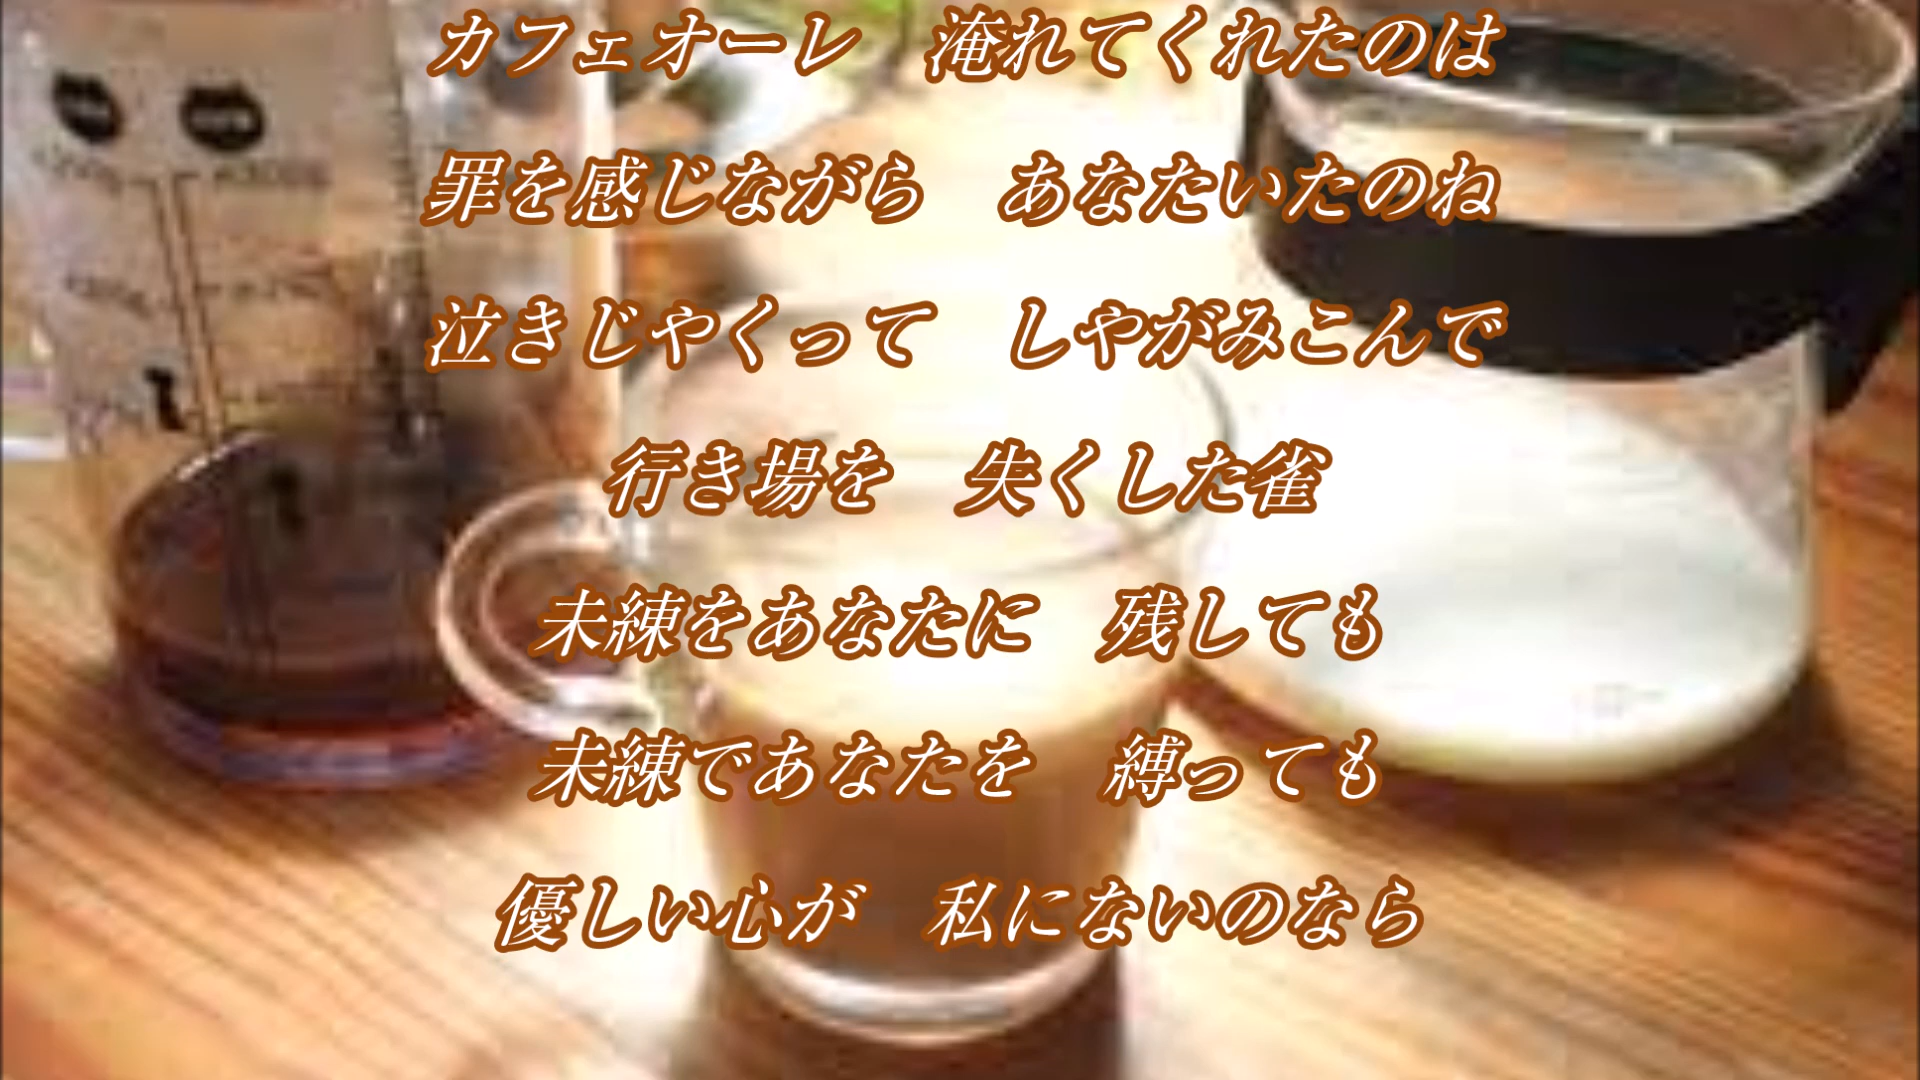 カフェオーレ　淹れてくれたのは
罪を感じながら　あなたいたのね
泣きじやくって　しやがみこんで
行き場を　失くした雀
未練をあなたに　残しても
未練であなたを　縛っても
優しい心が　私にないのなら